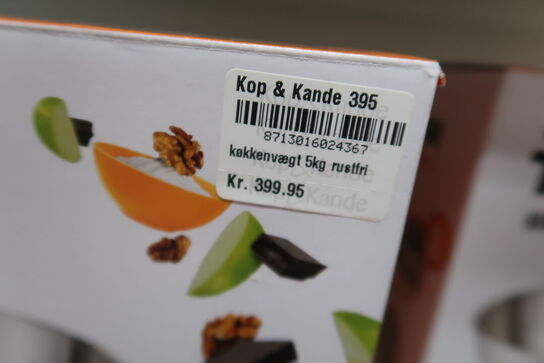 Kop & Kande 395
8713016024367
køkkenvægt 5kg rustfri
Kr. 399.95